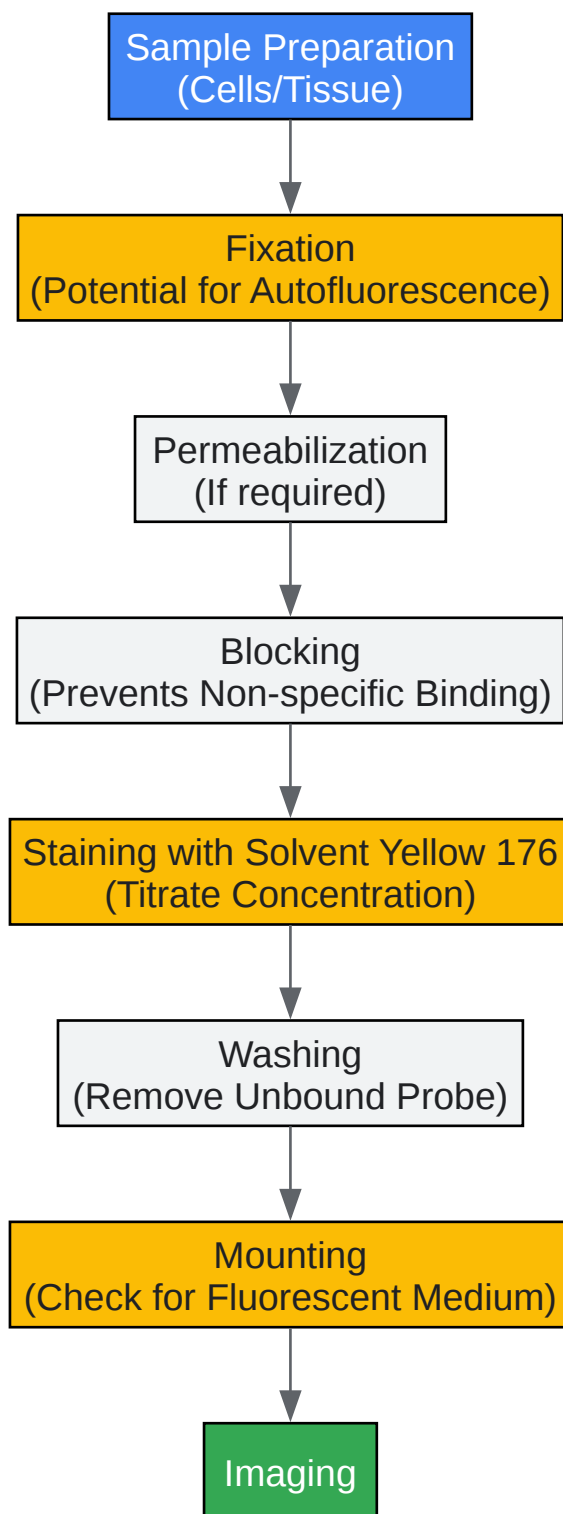 Sample Preparation
(Cells/Tissue)
Fixation
(Potential for Autofluorescence)
Permeabilization
(If required)
Blocking
(Prevents Non-specific Binding)
Staining with Solvent Yellow 176
(Titrate Concentration)
Washing
(Remove Unbound Probe)
Mounting
(Check for Fluorescent Medium)
Imaging